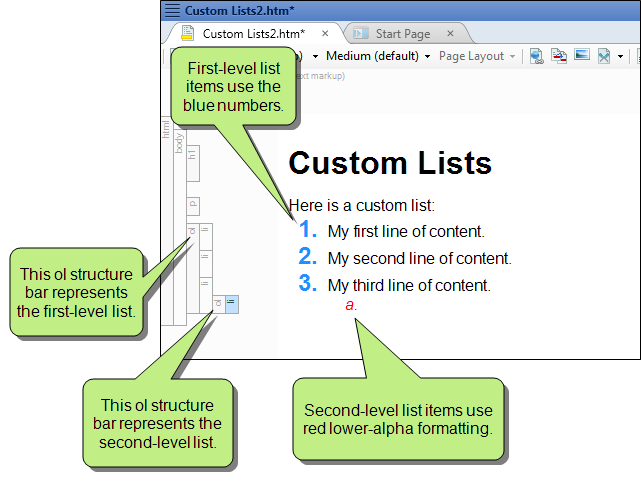 Custom Lists2.htm*
Custom Lists2.htm* × Start Page ×
Medium (default) Page Layout
First-level list
items use the
blue numbers.
html
body
h1
Custom Lists
p
Here is a custom list:
ol
li
1. My first line of content.
li
2. My second line of content.
li
3. My third line of content.
ol
li
a.
This ol structure
bar represents
the first-level list.
This ol structure
bar represents the
second-level list.
Second-level list items use
red lower-alpha formatting.